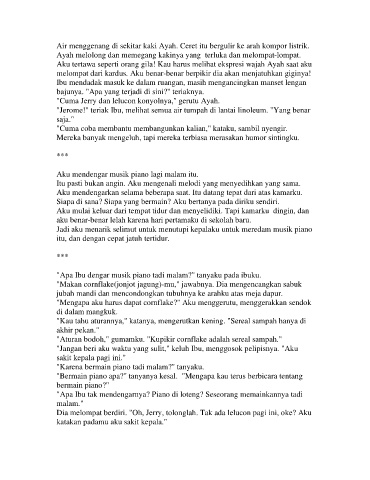 Air menggenang di sekitar kaki Ayah. Ceret itu bergulir ke arah kompor listrik.
Ayah melolong dan memegang kakinya yang  terluka dan melompat-lompat.
Aku tertawa seperti orang gila! Kau harus melihat ekspresi wajah Ayah saat aku
melompat dari kardus. Aku benar-benar berpikir dia akan menjatuhkan giginya!
Ibu mendadak masuk ke dalam ruangan, masih mengancingkan manset lengan
bajunya. "Apa yang terjadi di sini?" teriaknya.
"Cuma Jerry dan lelucon konyolnya," gerutu Ayah.
"Jerome!" teriak Ibu, melihat semua air tumpah di lantai linoleum. "Yang benar
saja."
"Cuma coba membantu membangunkan kalian," kataku, sambil nyengir.
Mereka banyak mengeluh, tapi mereka terbiasa merasakan humor sintingku.
***
Aku mendengar musik piano lagi malam itu.
Itu pasti bukan angin. Aku mengenali melodi yang menyedihkan yang sama.
Aku mendengarkan selama beberapa saat. Itu datang tepat dari atas kamarku.
Siapa di sana? Siapa yang bermain? Aku bertanya pada diriku sendiri.
Aku mulai keluar dari tempat tidur dan menyelidiki. Tapi kamarku  dingin, dan
aku benar-benar lelah karena hari pertamaku di sekolah baru.
Jadi aku menarik selimut untuk menutupi kepalaku untuk meredam musik piano
itu, dan dengan cepat jatuh tertidur.
***
"Apa Ibu dengar musik piano tadi malam?" tanyaku pada ibuku.
"Makan cornflake(jonjot jagung)-mu," jawabnya. Dia mengencangkan sabuk
jubah mandi dan mencondongkan tubuhnya ke arahku atas meja dapur.
"Mengapa aku harus dapat cornflake?" Aku menggerutu, menggerakkan sendok
di dalam mangkuk.
"Kau tahu aturannya," katanya, mengerutkan kening. "Sereal sampah hanya di
akhir pekan."
"Aturan bodoh," gumamku. "Kupikir cornflake adalah sereal sampah."
"Jangan beri aku waktu yang sulit," keluh Ibu, menggosok pelipisnya. "Aku
sakit kepala pagi ini."
"Karena bermain piano tadi malam?" tanyaku.
"Bermain piano apa?" tanyanya kesal.  "Mengapa kau terus berbicara tentang
bermain piano?"
"Apa Ibu tak mendengarnya? Piano di loteng? Seseorang memainkannya tadi
malam."
Dia melompat berdiri. "Oh, Jerry, tolonglah. Tak ada lelucon pagi ini, oke? Aku
katakan padamu aku sakit kepala."